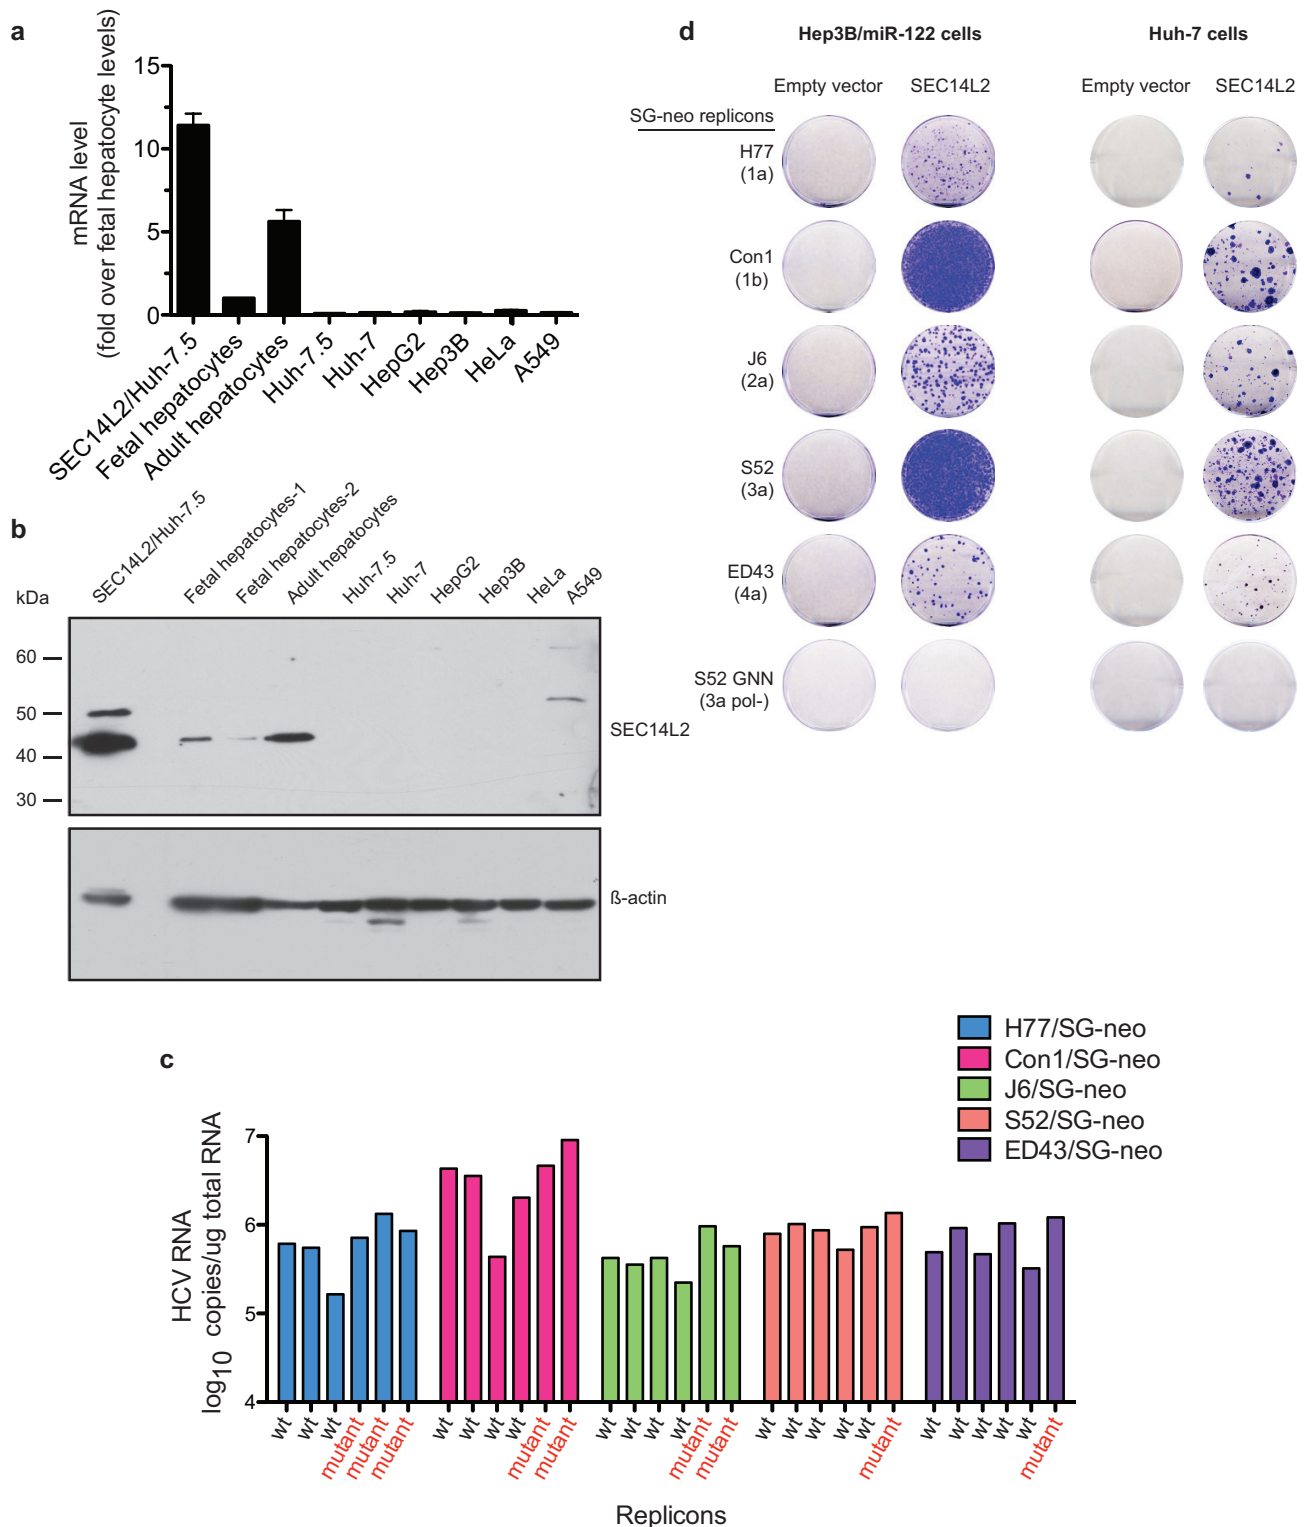 a
mRNA level
(fold over fetal hepatocyte levels)
15
10
5
0
SEC14L2/Huh-7.5
Fetal hepatocytes
Adult hepatocytes
Huh-7.5
Huh-7
HepG2
Hep3B
HeLa
A549
b
SEC14L2/Huh-7.5
Fetal hepatocytes-1
Fetal hepatocytes-2
Adult hepatocytes
Huh-7.5
Huh-7
HepG2
Hep3B
HeLa
A549
kDa
60
50
40
30
SEC14L2
ß-actin
c
HCV RNA
log10 copies/ug total RNA
7
6
5
4
wt
wt
wt
mutant
mutant
mutant
wt
wt
wt
wt
mutant
mutant
wt
wt
wt
wt
mutant
mutant
wt
wt
wt
wt
wt
mutant
wt
wt
wt
wt
wt
mutant
Replicons
H77/SG-neo
Con1/SG-neo
J6/SG-neo
S52/SG-neo
ED43/SG-neo
d
Hep3B/miR-122 cells
Huh-7 cells
Empty vector
SEC14L2
Empty vector
SEC14L2
SG-neo replicons
H77
(1a)
Con1
(1b)
J6
(2a)
S52
(3a)
ED43
(4a)
S52 GNN
(3a pol-)